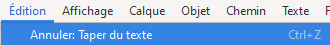 Édition Affichage Calque Objet Chemin Texte
Annuler: Taper du texte Ctrl+Z